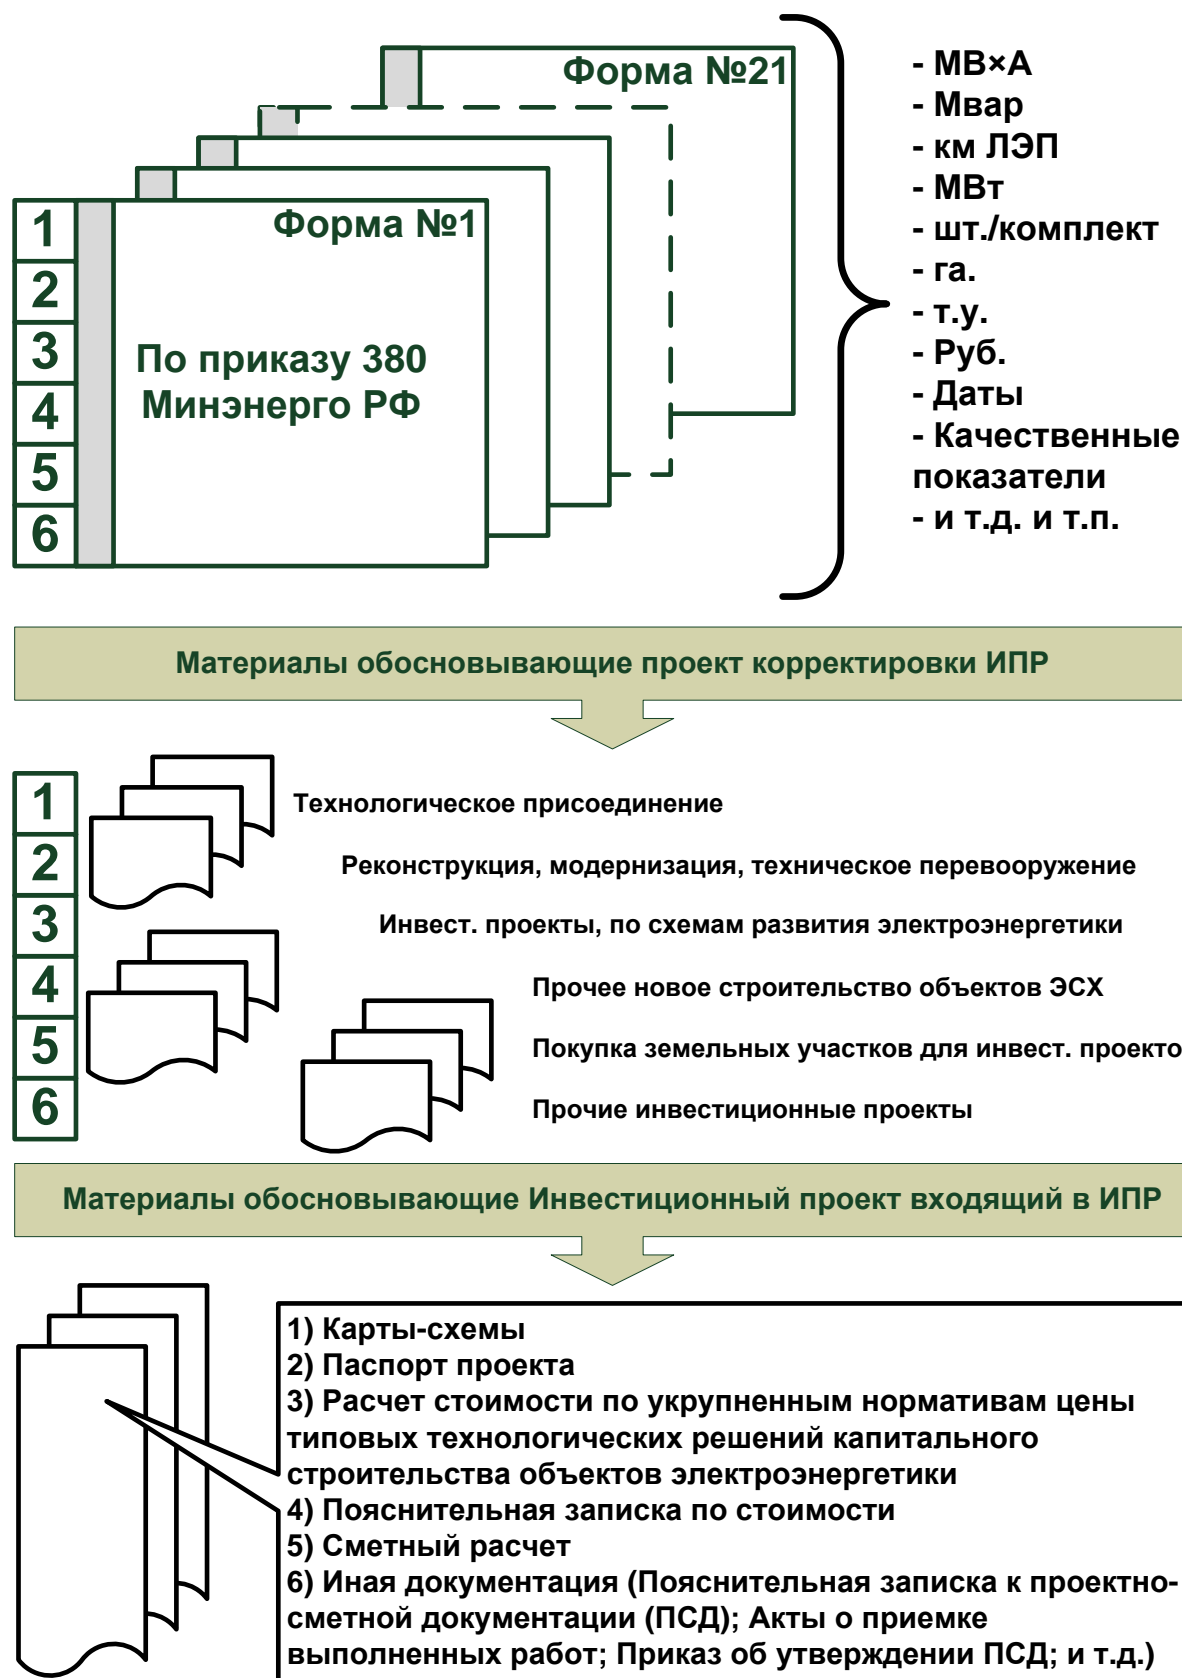 Форма №21
Форма №1
1
2
3
4
5
6
По приказу 380
Минэнерго РФ
- МВ×А
- Мвар
- км ЛЭП
- МВт
- шт./комплект
- га.
- т.у.
- Руб.
- Даты
- Качественные
показатели
- и т.д. и т.п.
Материалы обосновывающие проект корректировки ИПР
1
2
3
4
5
6
Технологическое присоединение
Реконструкция, модернизация, техническое перевооружение
Инвест. проекты, по схемам развития электроэнергетики
Прочее новое строительство объектов ЭСХ
Покупка земельных участков для инвест. проекто
Прочие инвестиционные проекты
Материалы обосновывающие Инвестиционный проект входящий в ИПР
1) Карты-схемы
2) Паспорт проекта
3) Расчет стоимости по укрупненным нормативам цены
типовых технологических решений капитального
строительства объектов электроэнергетики
4) Пояснительная записка по стоимости
5) Сметный расчет
6) Иная документация (Пояснительная записка к проектно-
сметной документации (ПСД); Акты о приемке
выполненных работ; Приказ об утверждении ПСД; и т.д.)